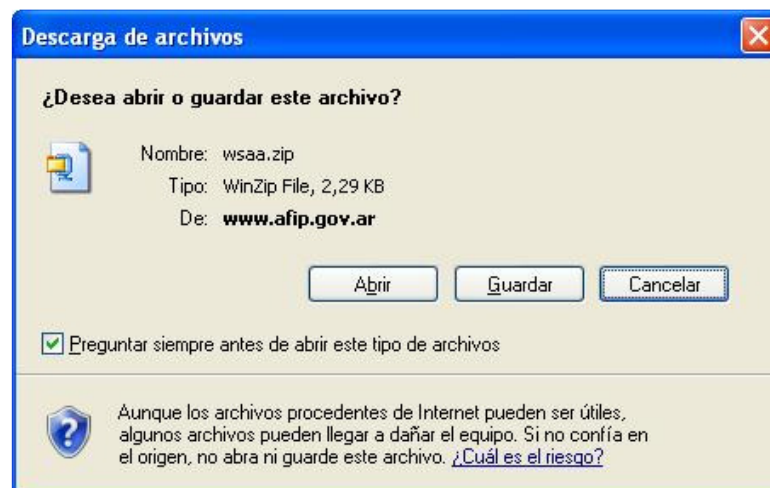 Descarga de archivos
¿Desea abrir o guardar este archivo?
Nombre: wsaa.zip
Tipo: WinZip File, 2,29 KB
De: www.afip.gov.ar
Abrir Guardar Cancelar
Preguntar siempre antes de abrir este tipo de archivos
Aunque los archivos procedentes de Internet pueden ser útiles,
algunos archivos pueden llegar a dañar el equipo. Si no confía en
el origen, no abra ni guarde este archivo. ¿Cuál es el riesgo?